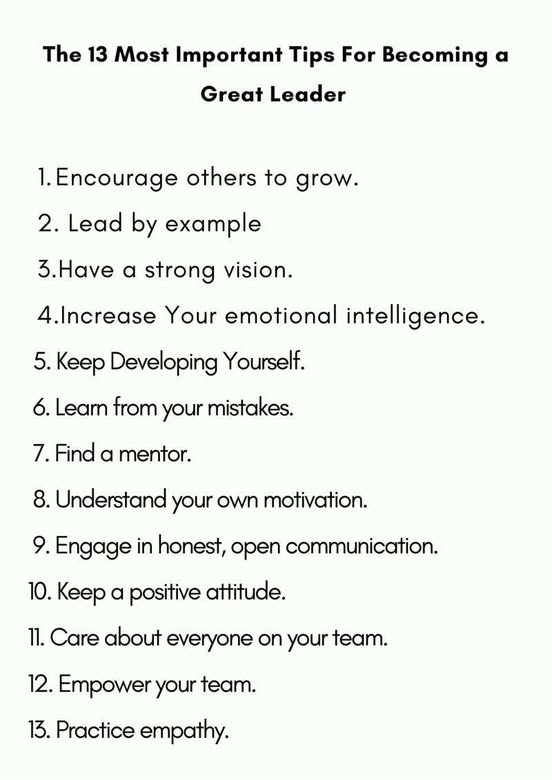 The 13 Most Important Tips For Becoming a
Great Leader
1. Encourage others to grow.
2. Lead by example
3.Have a strong vision.
4.Increase Your emotional intelligence.
5. Keep Developing Yourself.
6. Learn from your mistakes.
7. Find a mentor.
8. Understand your own motivation.
9. Engage in honest, open communication.
10. Keep a positive attitude.
11. Care about everyone on your team.
12. Empower your team.
13. Practice empathy.